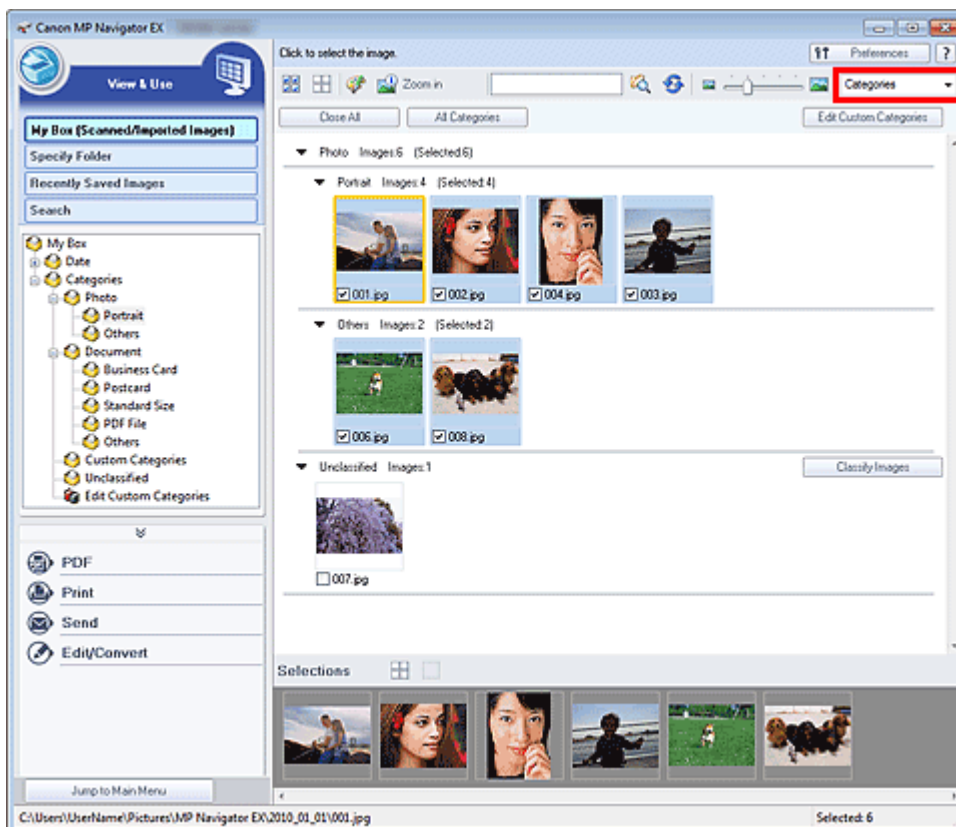 Canon MP Navigator EX
View & Use
My Box (Scanned/Imported Images)
Specify Folder
Recently Saved Images
Search
My Box
Date
Categories
Photo
Portrait
Others
Document
Business Card
Postcard
Standard Size
PDF File
Others
Custom Categories
Unclassified
Edit Custom Categories
PDF
Print
Send
Edit/Convert
Jump to Main Menu
Click to select the image.
Preferences
?
Zoom in
Categories
Close All
All Categories
Edit Custom Categories
Photo Images:6 (Selected:6)
Portrait Images:4 (Selected:4)
001.jpg
002.jpg
004.jpg
003.jpg
Others Images:2 (Selected:2)
006.jpg
008.jpg
Unclassified Images:1
Classify Images
007.jpg
Selections
C:\Users\UserName\Pictures\MP Navigator EX\2010_01_01\001.jpg
Selected: 6